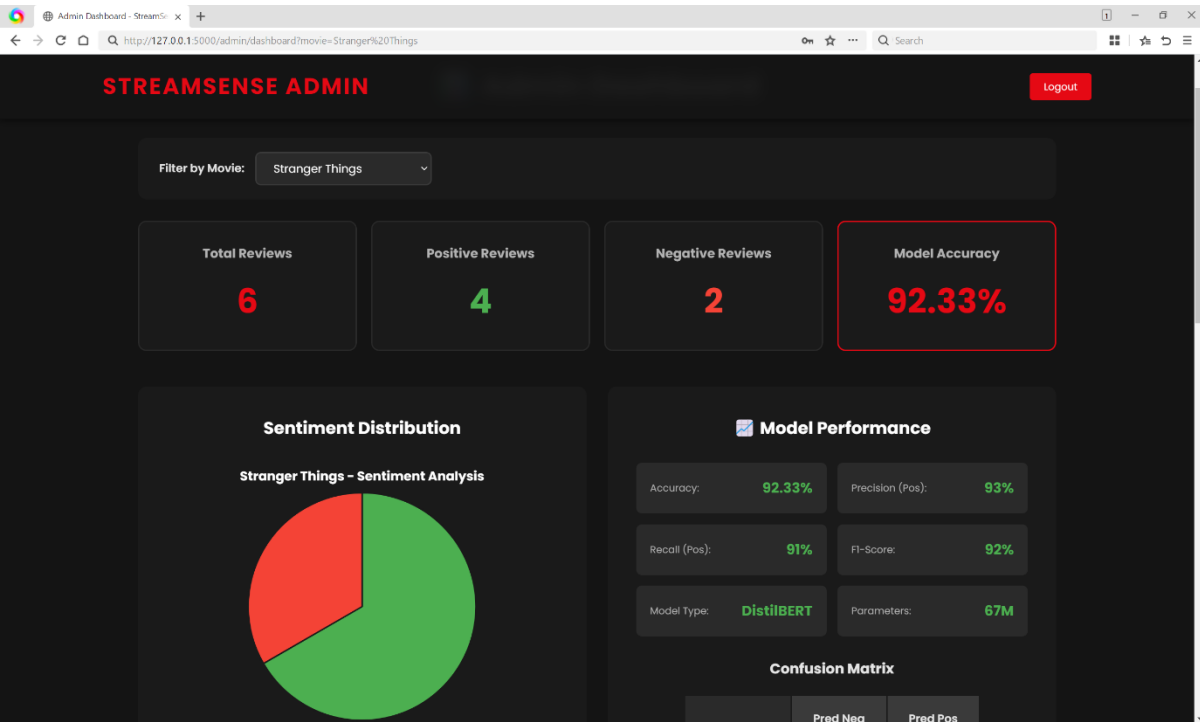 Admin Dashboard - StreamSe
1
http://127.0.0.1:5000/admin/dashboard?movie=Stranger%20Things
Search
STREAMSENSE ADMIN
Logout
Filter by Movie:
Stranger Things
Total Reviews
6
Positive Reviews
4
Negative Reviews
2
Model Accuracy
92.33%
Sentiment Distribution
Stranger Things - Sentiment Analysis
Model Performance
Accuracy: 92.33%
Precision (Pos): 93%
Recall (Pos): 91%
F1-Score: 92%
Model Type: DistilBERT
Parameters: 67M
Confusion Matrix
Pred Neg
Pred Pos